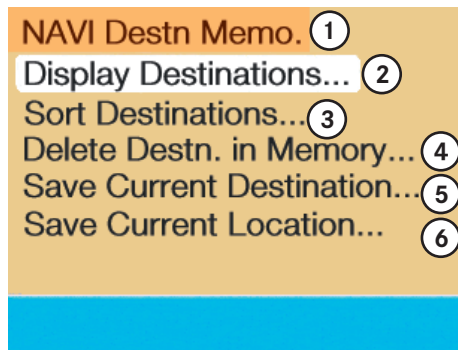 NAVI Destn Memo. 1
Display Destinations... 2
Sort Destinations... 3
Delete Destn. in Memory... 4
Save Current Destination... 5
Save Current Location... 6